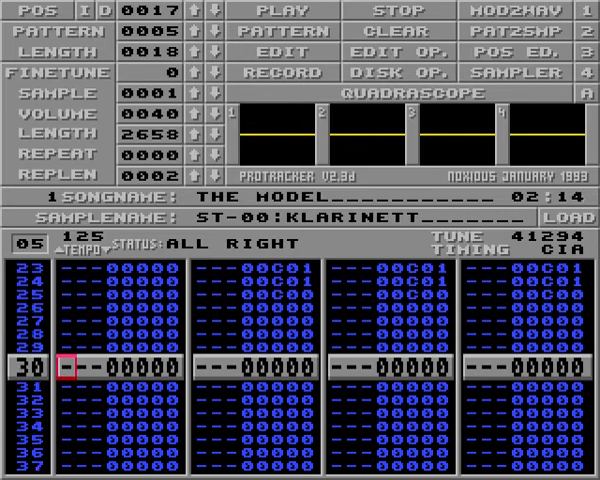 POS I D 0017 PLAY STOP MOD2WAV 1
PATTERN 0005 PATTERN CLEAR PAT2SMP 2
LENGTH 0018 EDIT EDIT OP. POS ED. 3
FINETUNE 0 RECORD DISK OP. SAMPLER 4
SAMPLE 0001 QUADRASCOPE A
VOLUME 0040 1 2 3 4
LENGTH 2658
REPEAT 0000
REPLEN 0002 PROTRACKER V2.3d NOXIOUS JANUARY 1993
1 SONGNAME: THE MODEL___________ 02:14
SAMPLENAME: ST-00:KLARINETT_______ LOAD
05 125 TEMPO STATUS: ALL RIGHT TUNE 41294
TIMING CIA
23 ---00000 ---00C01 ---00000 ---00C01
24 ---00000 ---00C01 ---00000 ---00C01
25 ---00000 ---00C01 ---00000 ---00C01
26 ---00000 ---00000 ---00000 ---00000
27 ---00000 ---00000 ---00000 ---00000
28 ---00000 ---00000 ---00000 ---00000
29 ---00000 ---00000 ---00000 ---00000
30 ---00000 ---00000 ---00000 ---00000
31 ---00000 ---00000 ---00000 ---00000
32 ---00000 ---00000 ---00000 ---00000
33 ---00000 ---00000 ---00000 ---00000
34 ---00000 ---00000 ---00000 ---00000
35 ---00000 ---00000 ---00000 ---00000
36 ---00000 ---00000 ---00000 ---00000
37 ---00000 ---00000 ---00000 ---00000